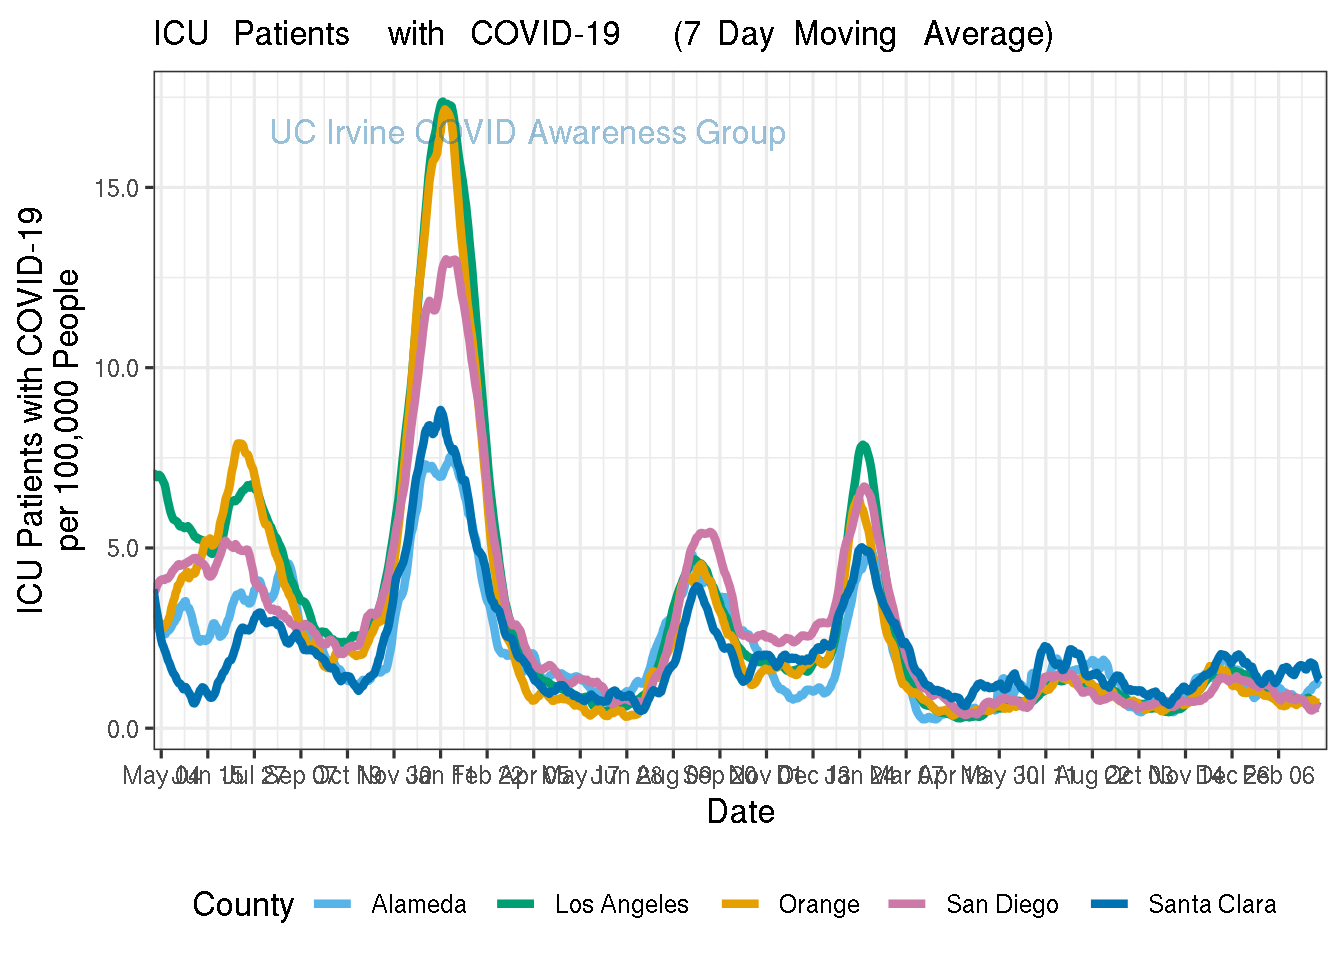 ICU Patients with COVID-19 (7 Day Moving Average)
UC Irvine COVID Awareness Group
ICU Patients with COVID-19
per 100,000 People
15.0
10.0
5.0
0.0
May 04 Jun 15 Jul 27 Sep 07 Oct 19 Nov 30 Jan 11 Feb 22 Apr 05 May 17 Jun 28 Aug 09 Sep 20 Nov 01 Dec 13 Jan 24 Mar 07 Apr 18 May 30 Jul 11 Aug 22 Oct 03 Nov 14 Dec 26 Feb 06
Date
County Alameda Los Angeles Orange San Diego Santa Clara